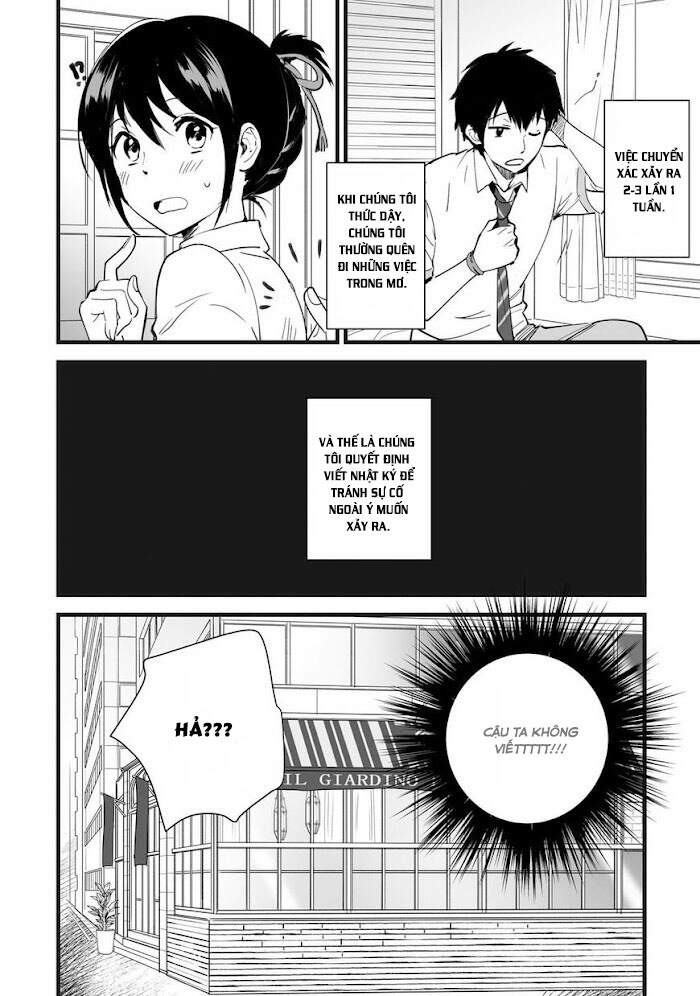 VIỆC CHUYỂN
XÁC XẢY RA
2-3 LẦN 1
TUẦN.
KHI CHÚNG TÔI
THỨC DẬY,
CHÚNG TÔI
THƯỜNG QUÊN
ĐI NHỮNG VIỆC
TRONG MƠ.
!?
VÀ THẾ LÀ CHÚNG
TÔI QUYẾT ĐỊNH
VIẾT NHẬT KÝ ĐỂ
TRÁNH SỰ CỐ
NGOÀI Ý MUỐN
XẢY RA.
CẬU TA KHÔNG
VIẾTTTTT!!!
HẢ???
IL GIARDINO